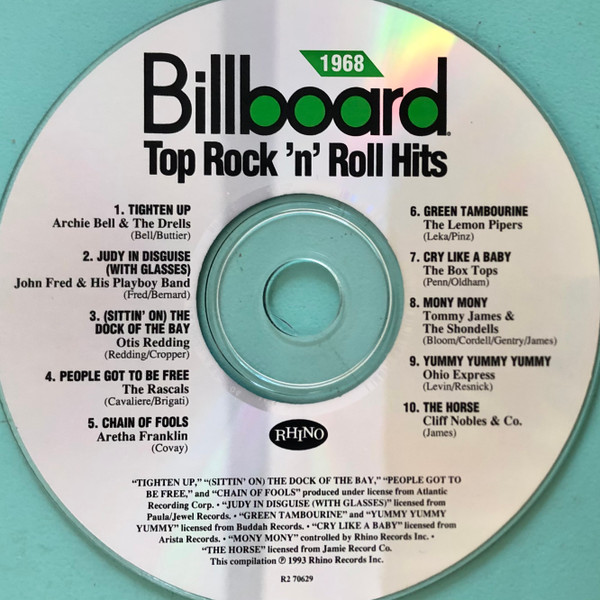 1968
Billboard®
Top Rock 'n' Roll Hits
1. TIGHTEN UP
Archie Bell & The Drells
(Bell/Buttier)
2. JUDY IN DISGUISE
(WITH GLASSES)
John Fred & His Playboy Band
(Fred/Bernard)
3. (SITTIN' ON) THE
DOCK OF THE BAY
Otis Redding
(Redding/Cropper)
4. PEOPLE GOT TO BE FREE
The Rascals
(Cavaliere/Brigati)
5. CHAIN OF FOOLS
Aretha Franklin
(Covay)
6. GREEN TAMBOURINE
The Lemon Pipers
(Leka/Pinz)
7. CRY LIKE A BABY
The Box Tops
(Penn/Oldham)
8. MONY MONY
Tommy James &
The Shondells
(Bloom/Cordell/Gentry/James)
9. YUMMY YUMMY YUMMY
Ohio Express
(Levin/Resnick)
10. THE HORSE
Cliff Nobles & Co.
(James)
RHINO
"TIGHTEN UP," "(SITTIN' ON) THE DOCK OF THE BAY," "PEOPLE GOT TO
BE FREE," and "CHAIN OF FOOLS" produced under license from Atlantic
Recording Corp. • "JUDY IN DISGUISE (WITH GLASSES)" licensed from
Paula/Jewel Records. • "GREEN TAMBOURINE" and "YUMMY YUMMY
YUMMY" licensed from Buddah Records. • "CRY LIKE A BABY" licensed from
Arista Records. • "MONY MONY" controlled by Rhino Records Inc. •
"THE HORSE" licensed from Jamie Record Co.
This compilation ℗ 1993 Rhino Records Inc.
R2 70629